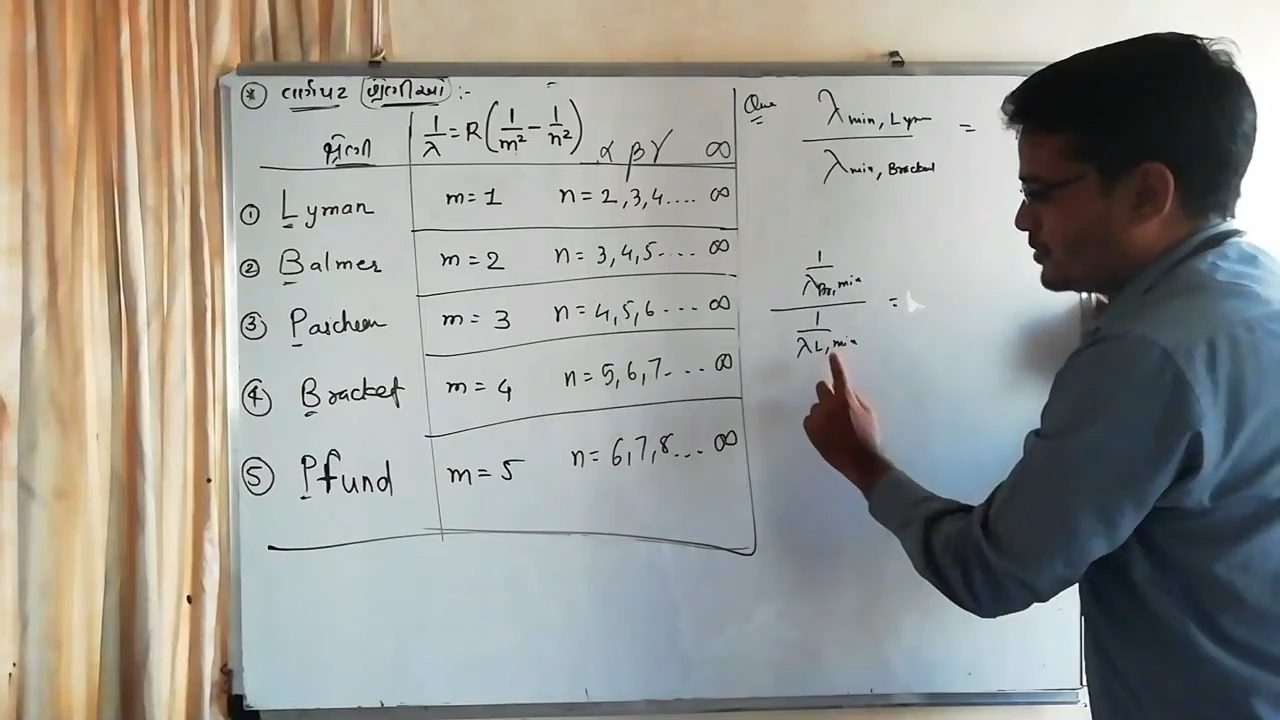 * વર્ણપટ શ્રેણીઓ :-
શ્રેણી 1/λ = R(1/m² - 1/n²) α β γ ∞
① Lyman m = 1 n = 2,3,4.... ∞
② Balmer m = 2 n = 3,4,5.... ∞
③ Paschen m = 3 n = 4,5,6... ∞
④ Bracket m = 4 n = 5,6,7... ∞
⑤ Pfund m = 5 n = 6,7,8... ∞
Que λmin, Lym / λmin, Bracket =
1/λBr,min / 1/λL,min =